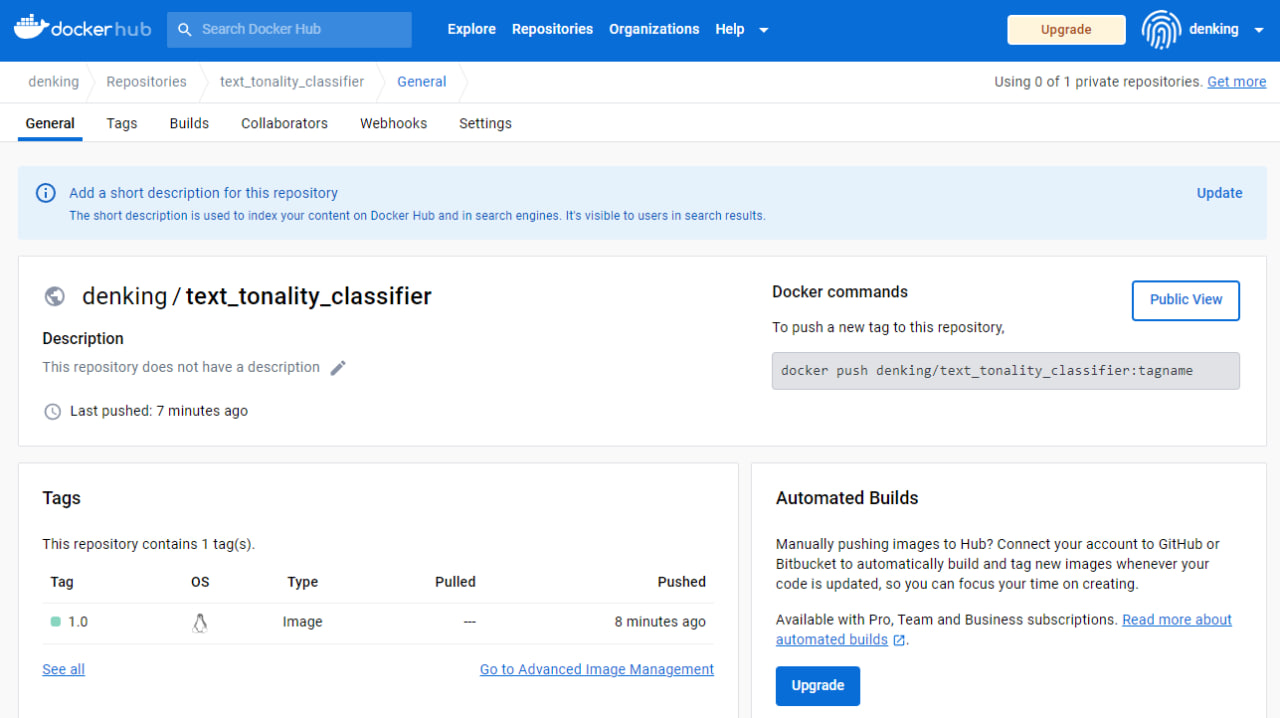 docker hub
Search Docker Hub
Explore Repositories Organizations Help
Upgrade
denking
denking Repositories text_tonality_classifier General
Using 0 of 1 private repositories. Get more
General Tags Builds Collaborators Webhooks Settings
Add a short description for this repository
Update
The short description is used to index your content on Docker Hub and in search engines. It's visible to users in search results.
denking / text_tonality_classifier
Description
This repository does not have a description
Last pushed: 7 minutes ago
Docker commands
Public View
To push a new tag to this repository,
docker push denking/text_tonality_classifier:tagname
Tags
This repository contains 1 tag(s).
Tag OS Type Pulled Pushed
1.0 Image --- 8 minutes ago
See all
Go to Advanced Image Management
Automated Builds
Manually pushing images to Hub? Connect your account to GitHub or
Bitbucket to automatically build and tag new images whenever your
code is updated, so you can focus your time on creating.
Available with Pro, Team and Business subscriptions. Read more about
automated builds .
Upgrade